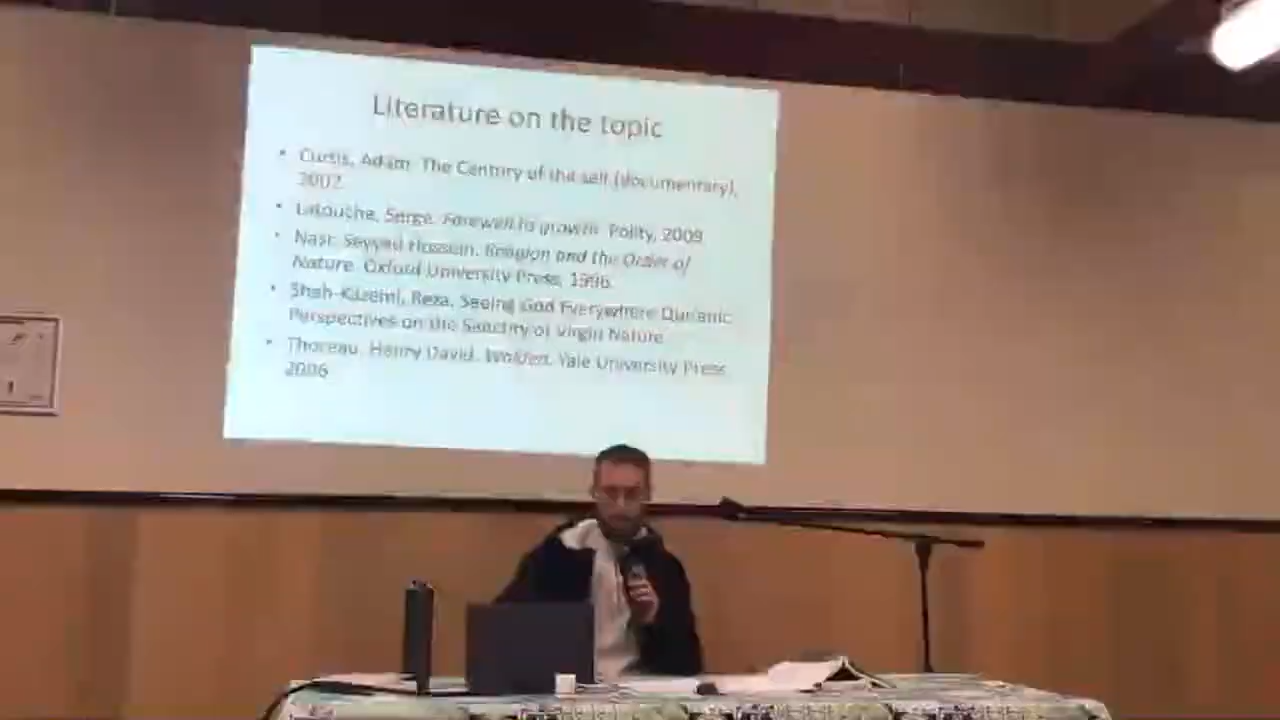 Literature on the topic
• Curtis, Adam. The Century of the self (documentary),
2002.
• Latouche, Serge. Farewell to growth. Polity, 2009
• Nasr, Seyyed Hossein. Religion and the Order of
Nature. Oxford University Press, 1996.
• Shah-Kazemi, Reza. Seeing God Everywhere Qur'anic
Perspectives on the Sanctity of Virgin Nature
• Thoreau, Henry David. Walden. Yale University Press
2006